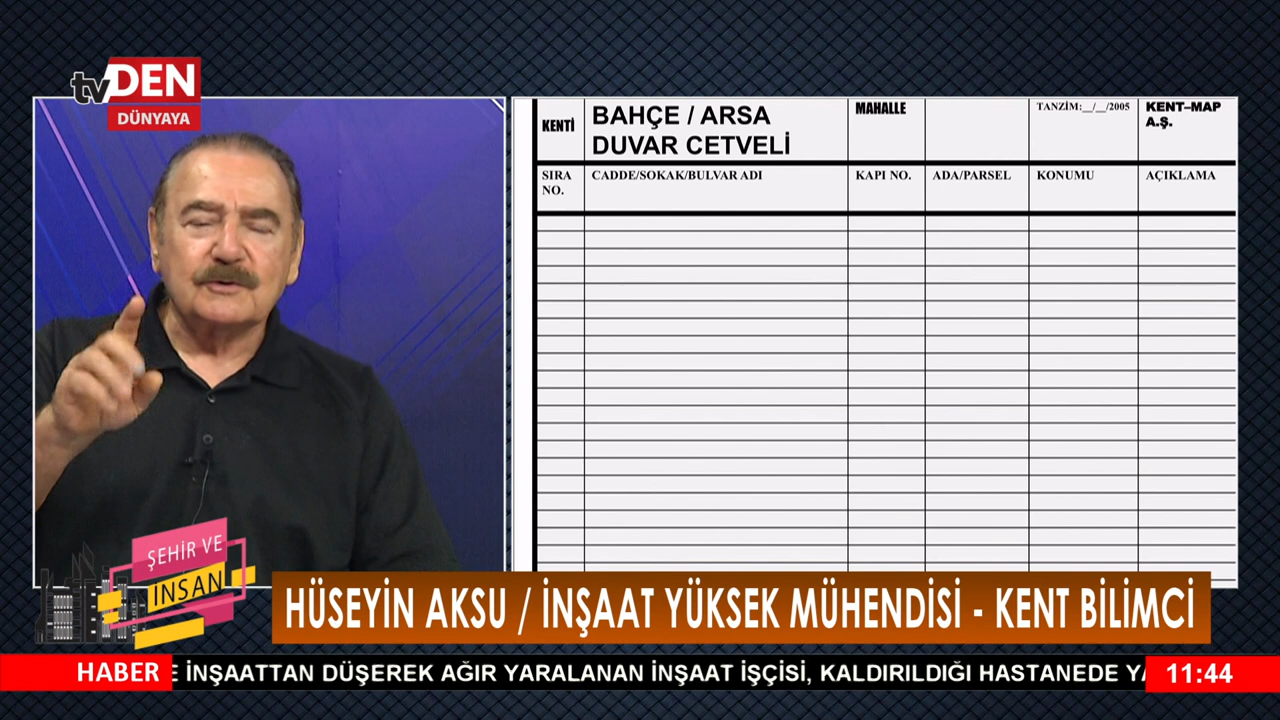 tvDEN
DÜNYAYA
KENTİ
BAHÇE / ARSA
DUVAR CETVELİ
MAHALLE
TANZİM:__/__/2005
KENT–MAP
A.Ş.
SIRA
NO.
CADDE/SOKAK/BULVAR ADI
KAPI NO.
ADA/PARSEL
KONUMU
AÇIKLAMA
ŞEHİR VE
İNSAN
HÜSEYİN AKSU / İNŞAAT YÜKSEK MÜHENDİSİ - KENT BİLİMCİ
HABER
İNŞAATTAN DÜŞEREK AĞIR YARALANAN İNŞAAT İŞÇİSİ, KALDIRILDIĞI HASTANEDE
11:44